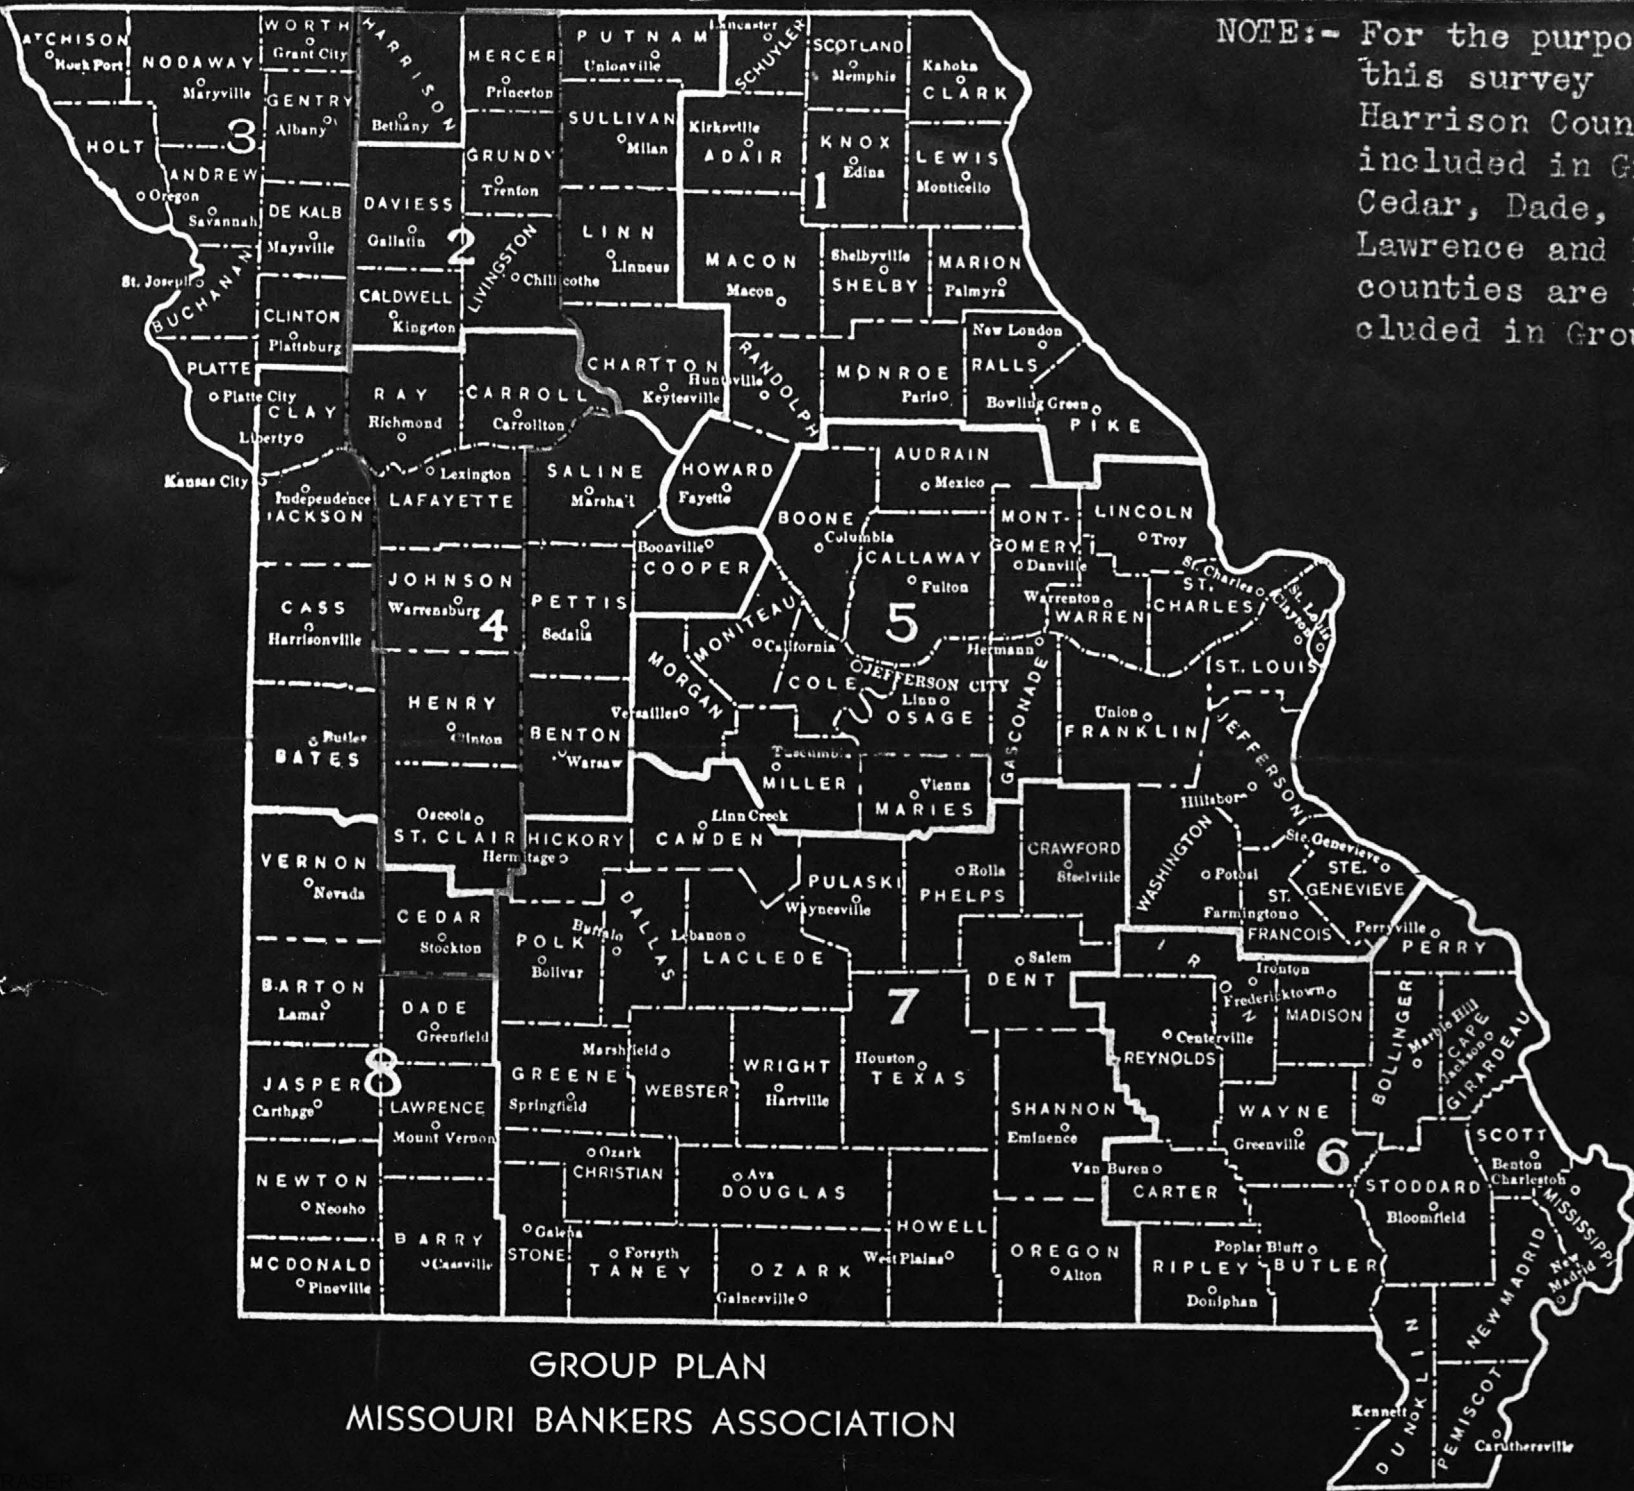 NOTE:- For the purpo
this survey
Harrison Coun
included in G
Cedar, Dade,
Lawrence and
counties are
cluded in Grou
ATCHISON
Rock Port
NODAWAY
Maryville
WORTH
Grant City
HARRISON
Bethany
MERCER
Princeton
PUTNAM
Unionville
Lancaster
SCHUYLER
SCOTLAND
Memphis
Kahoka
CLARK
HOLT
Oregon
3
GENTRY
Albany
GRUNDY
Trenton
SULLIVAN
Milan
Kirksville
ADAIR
KNOX
Edina
1
LEWIS
Monticello
ANDREW
Savannah
DE KALB
Maysville
DAVIESS
Gallatin
2
LIVINGSTON
Chillicothe
LINN
Linneus
MACON
Macon
Shelbyville
SHELBY
MARION
Palmyra
St. Joseph
BUCHANAN
CLINTON
Plattsburg
CALDWELL
Kingston
CHARTTON
Keytesville
Huntsville
RANDOLPH
MONROE
Paris
New London
RALLS
Bowling Green
PIKE
PLATTE
Platte City
CLAY
Liberty
RAY
Richmond
CARROLL
Carrollton
Kansas City
Independence
JACKSON
Lexington
LAFAYETTE
SALINE
Marshall
HOWARD
Fayette
BOONE
Columbia
AUDRAIN
Mexico
MONT-
GOMERY
Danville
LINCOLN
Troy
CASS
Harrisonville
JOHNSON
Warrensburg
4
PETTIS
Sedalia
Boonville
COOPER
CALLAWAY
Fulton
5
Warrenton
WARREN
St. Charles
ST.
CHARLES
St. Louis
Clayton
ST. LOUIS
MONITEAU
California
MORGAN
Versailles
COLE
JEFFERSON CITY
Linn
OSAGE
Hermann
GASCONADE
Union
FRANKLIN
JEFFERSON
Hillsboro
Butler
BATES
HENRY
Clinton
BENTON
Warsaw
Tuscumbia
MILLER
Vienna
MARIES
Osceola
ST. CLAIR
HICKORY
Hermitage
Linn Creek
CAMDEN
VERNON
Nevada
CEDAR
Stockton
POLK
Bolivar
Buffalo
DALLAS
Lebanon
LACLEDE
PULASKI
Waynesville
Rolla
PHELPS
CRAWFORD
Steelville
WASHINGTON
Potosi
ST.
Farmington
FRANCOIS
Ste. Genevieve
STE.
GENEVIEVE
Perryville
PERRY
BARTON
Lamar
DADE
Greenfield
Salem
DENT
7
I R
Ironton
N
Fredericktown
MADISON
BOLLINGER
Marble Hill
CAPE
Jackson
GIRARDEAU
JASPER
Carthage
8
LAWRENCE
Mount Vernon
GREENE
Springfield
Marshfield
WEBSTER
WRIGHT
Hartville
Houston
TEXAS
SHANNON
Eminence
Centerville
REYNOLDS
WAYNE
Greenville
6
SCOTT
Benton
Charleston
MISSISSIPPI
NEWTON
Neosho
BARRY
Cassville
Ozark
CHRISTIAN
Ava
DOUGLAS
HOWELL
West Plains
Van Buren
CARTER
STODDARD
Bloomfield
MCDONALD
Pineville
Galena
STONE
Forsyth
TANEY
OZARK
Gainesville
OREGON
Alton
RIPLEY
Doniphan
Poplar Bluff
BUTLER
NEW MADRID
New
Madrid
Kennett
DUNKLIN
PEMISCOT
Caruthersville
GROUP PLAN
MISSOURI BANKERS ASSOCIATION